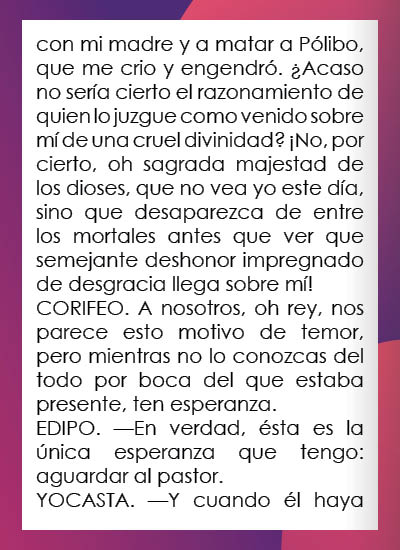 con mi madre y a matar a Pólibo,
que me crio y engendró. ¿Acaso
no sería cierto el razonamiento de
quien lo juzgue como venido sobre
mí de una cruel divinidad? ¡No, por
cierto, oh sagrada majestad de
los dioses, que no vea yo este día,
sino que desaparezca de entre
los mortales antes que ver que
semejante deshonor impregnado
de desgracia llega sobre mí!
CORIFEO. A nosotros, oh rey, nos
parece esto motivo de temor,
pero mientras no lo conozcas del
todo por boca del que estaba
presente, ten esperanza.
EDIPO. —En verdad, ésta es la
única esperanza que tengo:
aguardar al pastor.
YOCASTA. —Y cuando él haya